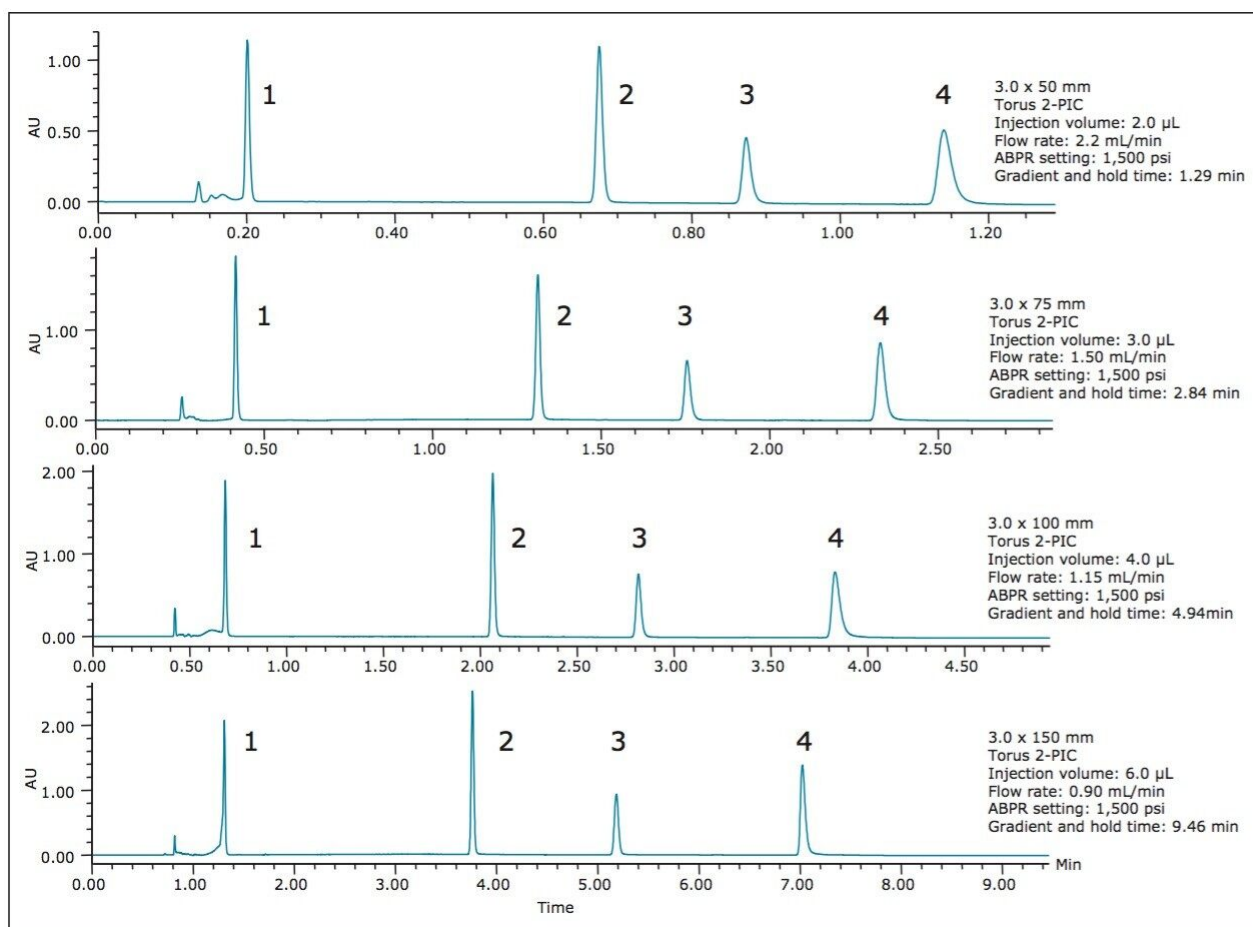 1.00
0.50
0.00
AU
1 2 3 4
3.0 x 50 mm
Torus 2-PIC
Injection volume: 2.0 µL
Flow rate: 2.2 mL/min
ABPR setting: 1,500 psi
Gradient and hold time: 1.29 min
0.00 0.20 0.40 0.60 0.80 1.00 1.20
1.00
0.00
AU
1 2 3 4
3.0 x 75 mm
Torus 2-PIC
Injection volume: 3.0 µL
Flow rate: 1.50 mL/min
ABPR setting: 1,500 psi
Gradient and hold time: 2.84 min
0.00 0.50 1.00 1.50 2.00 2.50
2.00
1.00
0.00
AU
1 2 3 4
3.0 x 100 mm
Torus 2-PIC
Injection volume: 4.0 µL
Flow rate: 1.15 mL/min
ABPR setting: 1,500 psi
Gradient and hold time: 4.94min
0.00 0.50 1.00 1.50 2.00 2.50 3.00 3.50 4.00 4.50
2.00
1.00
0.00
AU
1 2 3 4
3.0 x 150 mm
Torus 2-PIC
Injection volume: 6.0 µL
Flow rate: 0.90 mL/min
ABPR setting: 1,500 psi
Gradient and hold time: 9.46 min
0.00 1.00 2.00 3.00 4.00 5.00 6.00 7.00 8.00 9.00 Min
Time